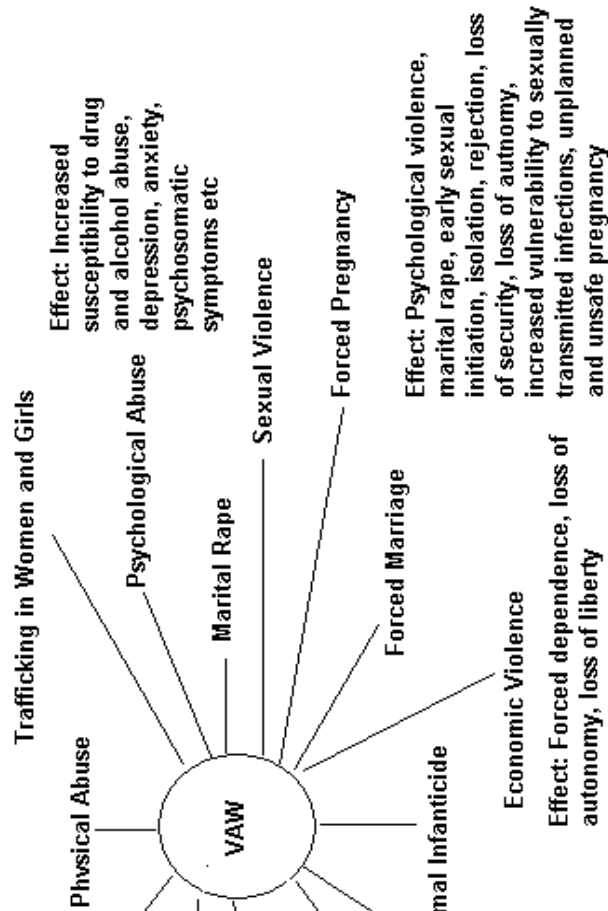 Trafficking in Women and Girls
Physical Abuse
Psychological Abuse
Effect: Increased
susceptibility to drug
and alcohol abuse,
depression, anxiety,
psychosomatic
symptoms etc
Marital Rape
Sexual Violence
Forced Pregnancy
VAW
Forced Marriage
Effect: Psychological violence,
marital rape, early sexual
initiation, isolation, rejection, loss
of security, loss of autnomy,
increased vulnerability to sexually
transmitted infections, unplanned
and unsafe pregnancy
Economic Violence
Effect: Forced dependence, loss of
autonomy, loss of liberty
Infanticide